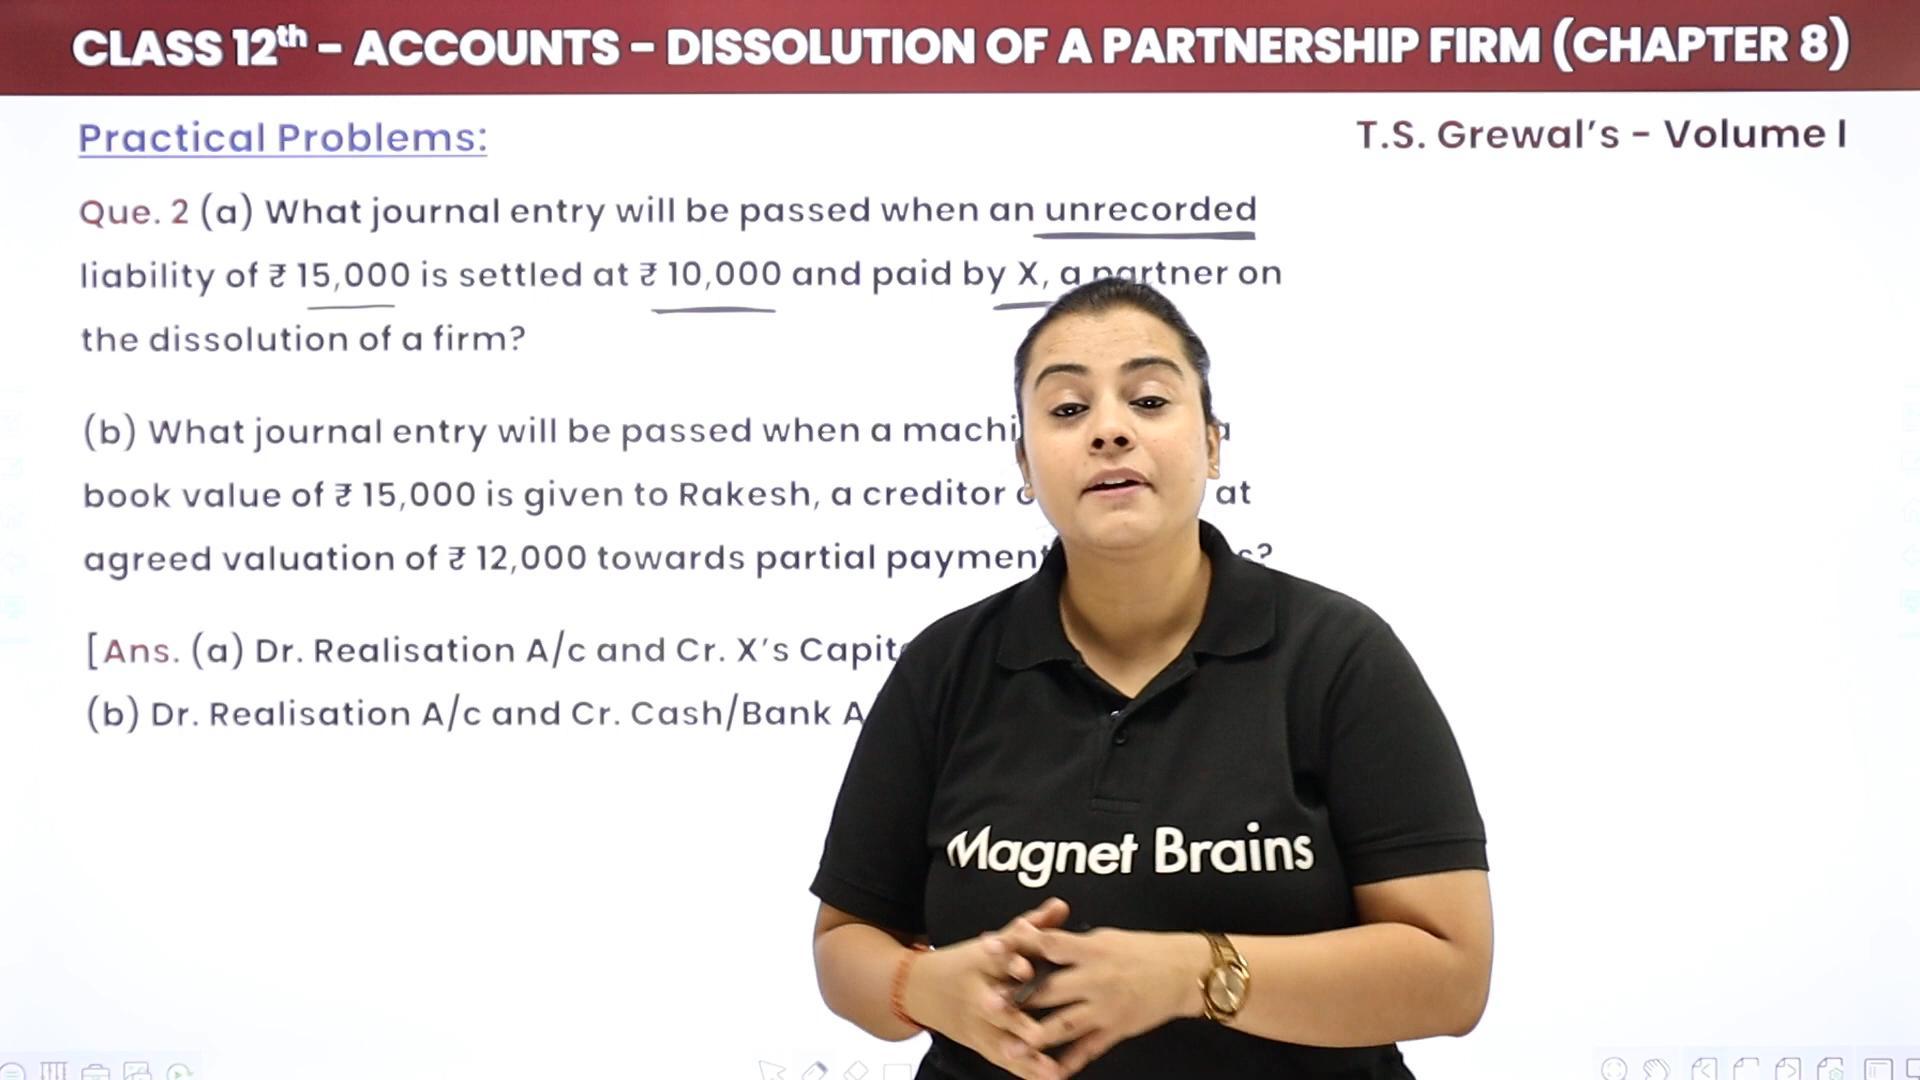 CLASS 12th – ACCOUNTS – DISSOLUTION OF A PARTNERSHIP FIRM (CHAPTER 8)
Practical Problems:
T.S. Grewal's - Volume I
Que. 2 (a) What journal entry will be passed when an unrecorded
liability of ₹ 15,000 is settled at ₹ 10,000 and paid by X, a partner on
the dissolution of a firm?
(b) What journal entry will be passed when a a
book value of ₹ 15,000 is given to Rakesh, a creditor at
agreed valuation of ₹ 12,000 towards partial
[Ans. (a) Dr. Realisation A/c and Cr. X's
(b) Dr. Realisation A/c and Cr. Cash/Bank
Magnet Brains